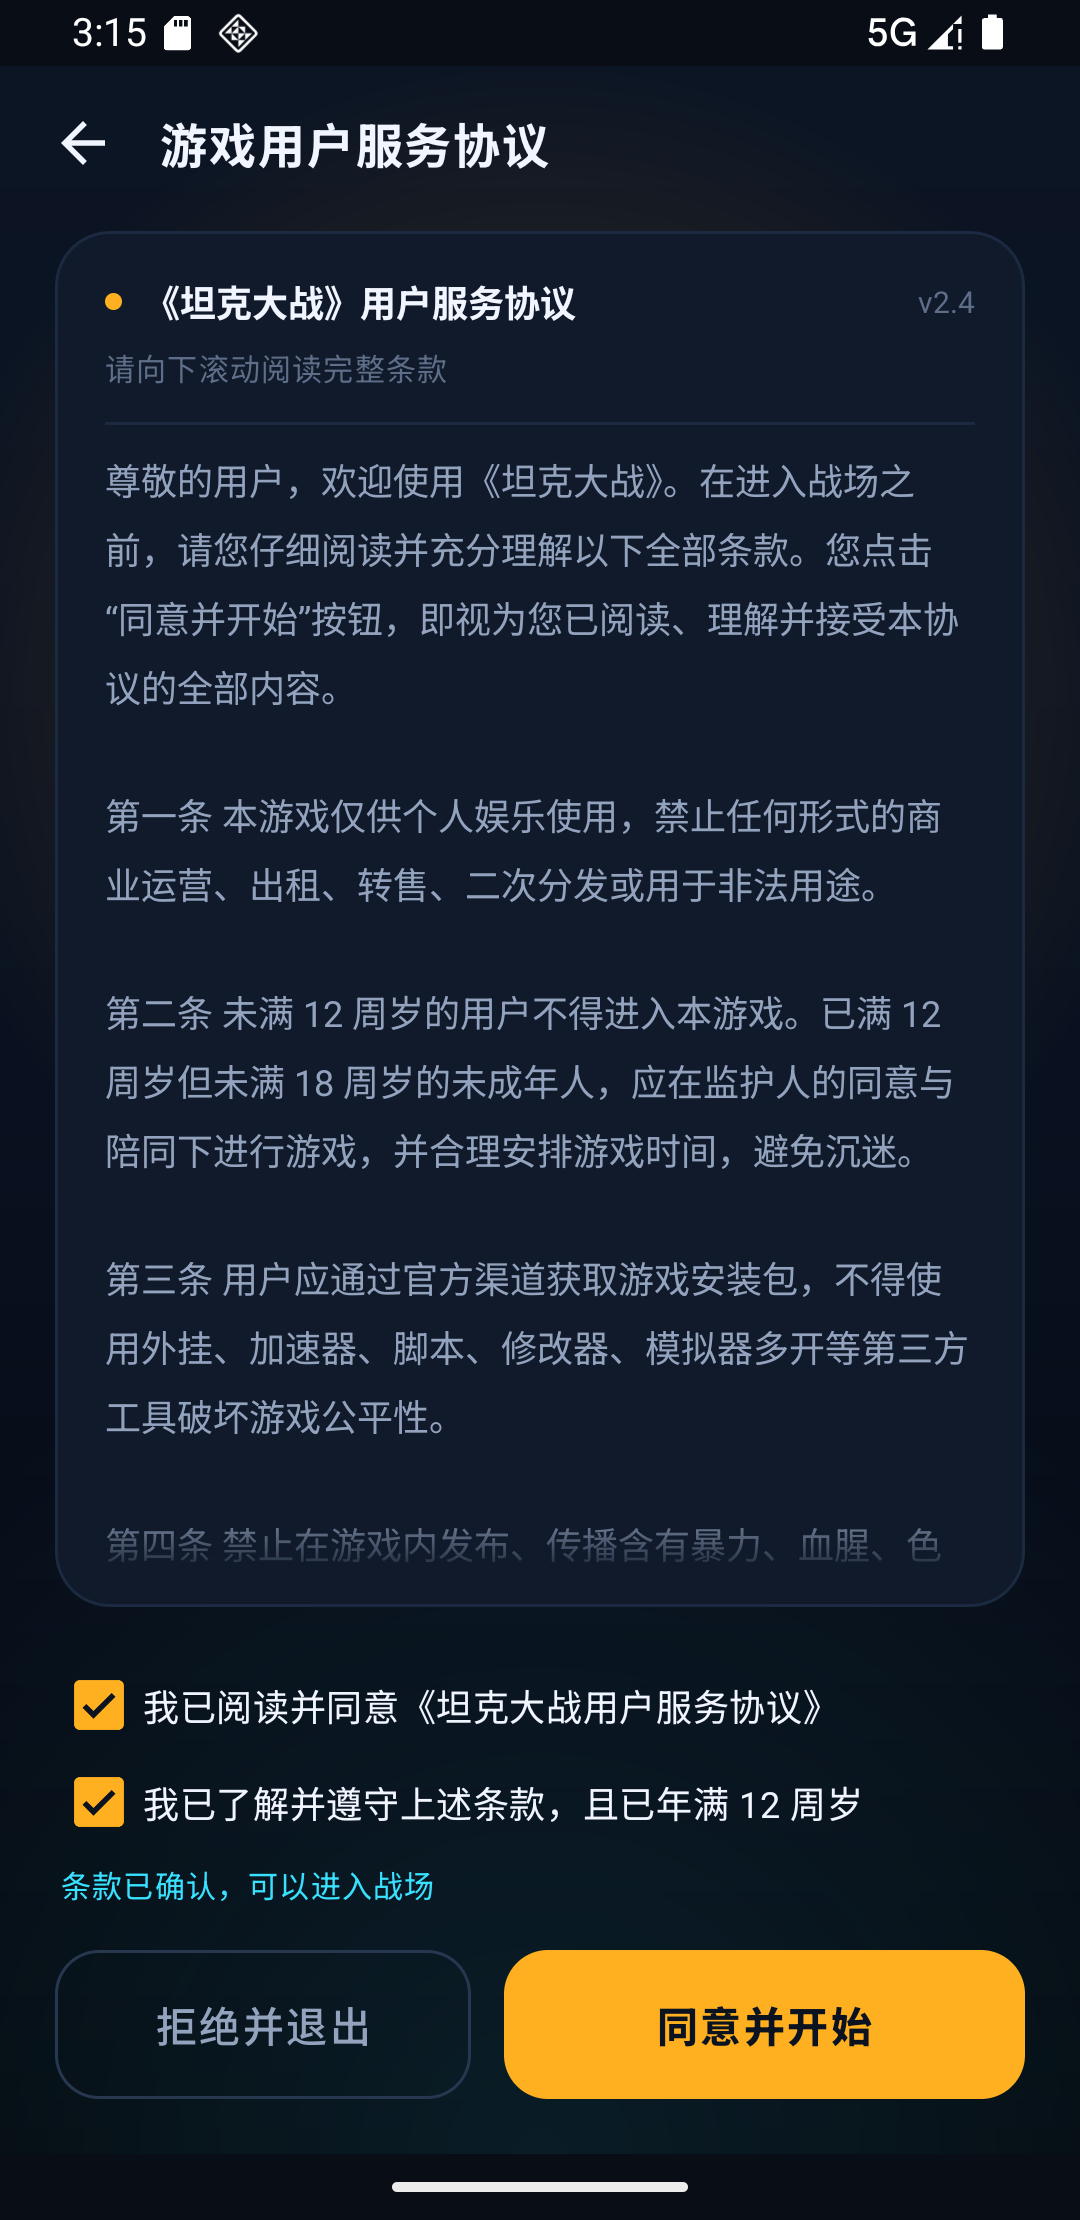 3:15
5G
游戏用户服务协议
《坦克大战》用户服务协议
v2.4
请向下滚动阅读完整条款
尊敬的用户，欢迎使用《坦克大战》。在进入战场之
前，请您仔细阅读并充分理解以下全部条款。您点击
“同意并开始”按钮，即视为您已阅读、理解并接受本协
议的全部内容。
第一条 本游戏仅供个人娱乐使用，禁止任何形式的商
业运营、出租、转售、二次分发或用于非法用途。
第二条 未满 12 周岁的用户不得进入本游戏。已满 12
周岁但未满 18 周岁的未成年人，应在监护人的同意与
陪同下进行游戏，并合理安排游戏时间，避免沉迷。
第三条 用户应通过官方渠道获取游戏安装包，不得使
用外挂、加速器、脚本、修改器、模拟器多开等第三方
工具破坏游戏公平性。
第四条 禁止在游戏内发布、传播含有暴力、血腥、色
我已阅读并同意《坦克大战用户服务协议》
我已了解并遵守上述条款，且已年满 12 周岁
条款已确认，可以进入战场
拒绝并退出
同意并开始